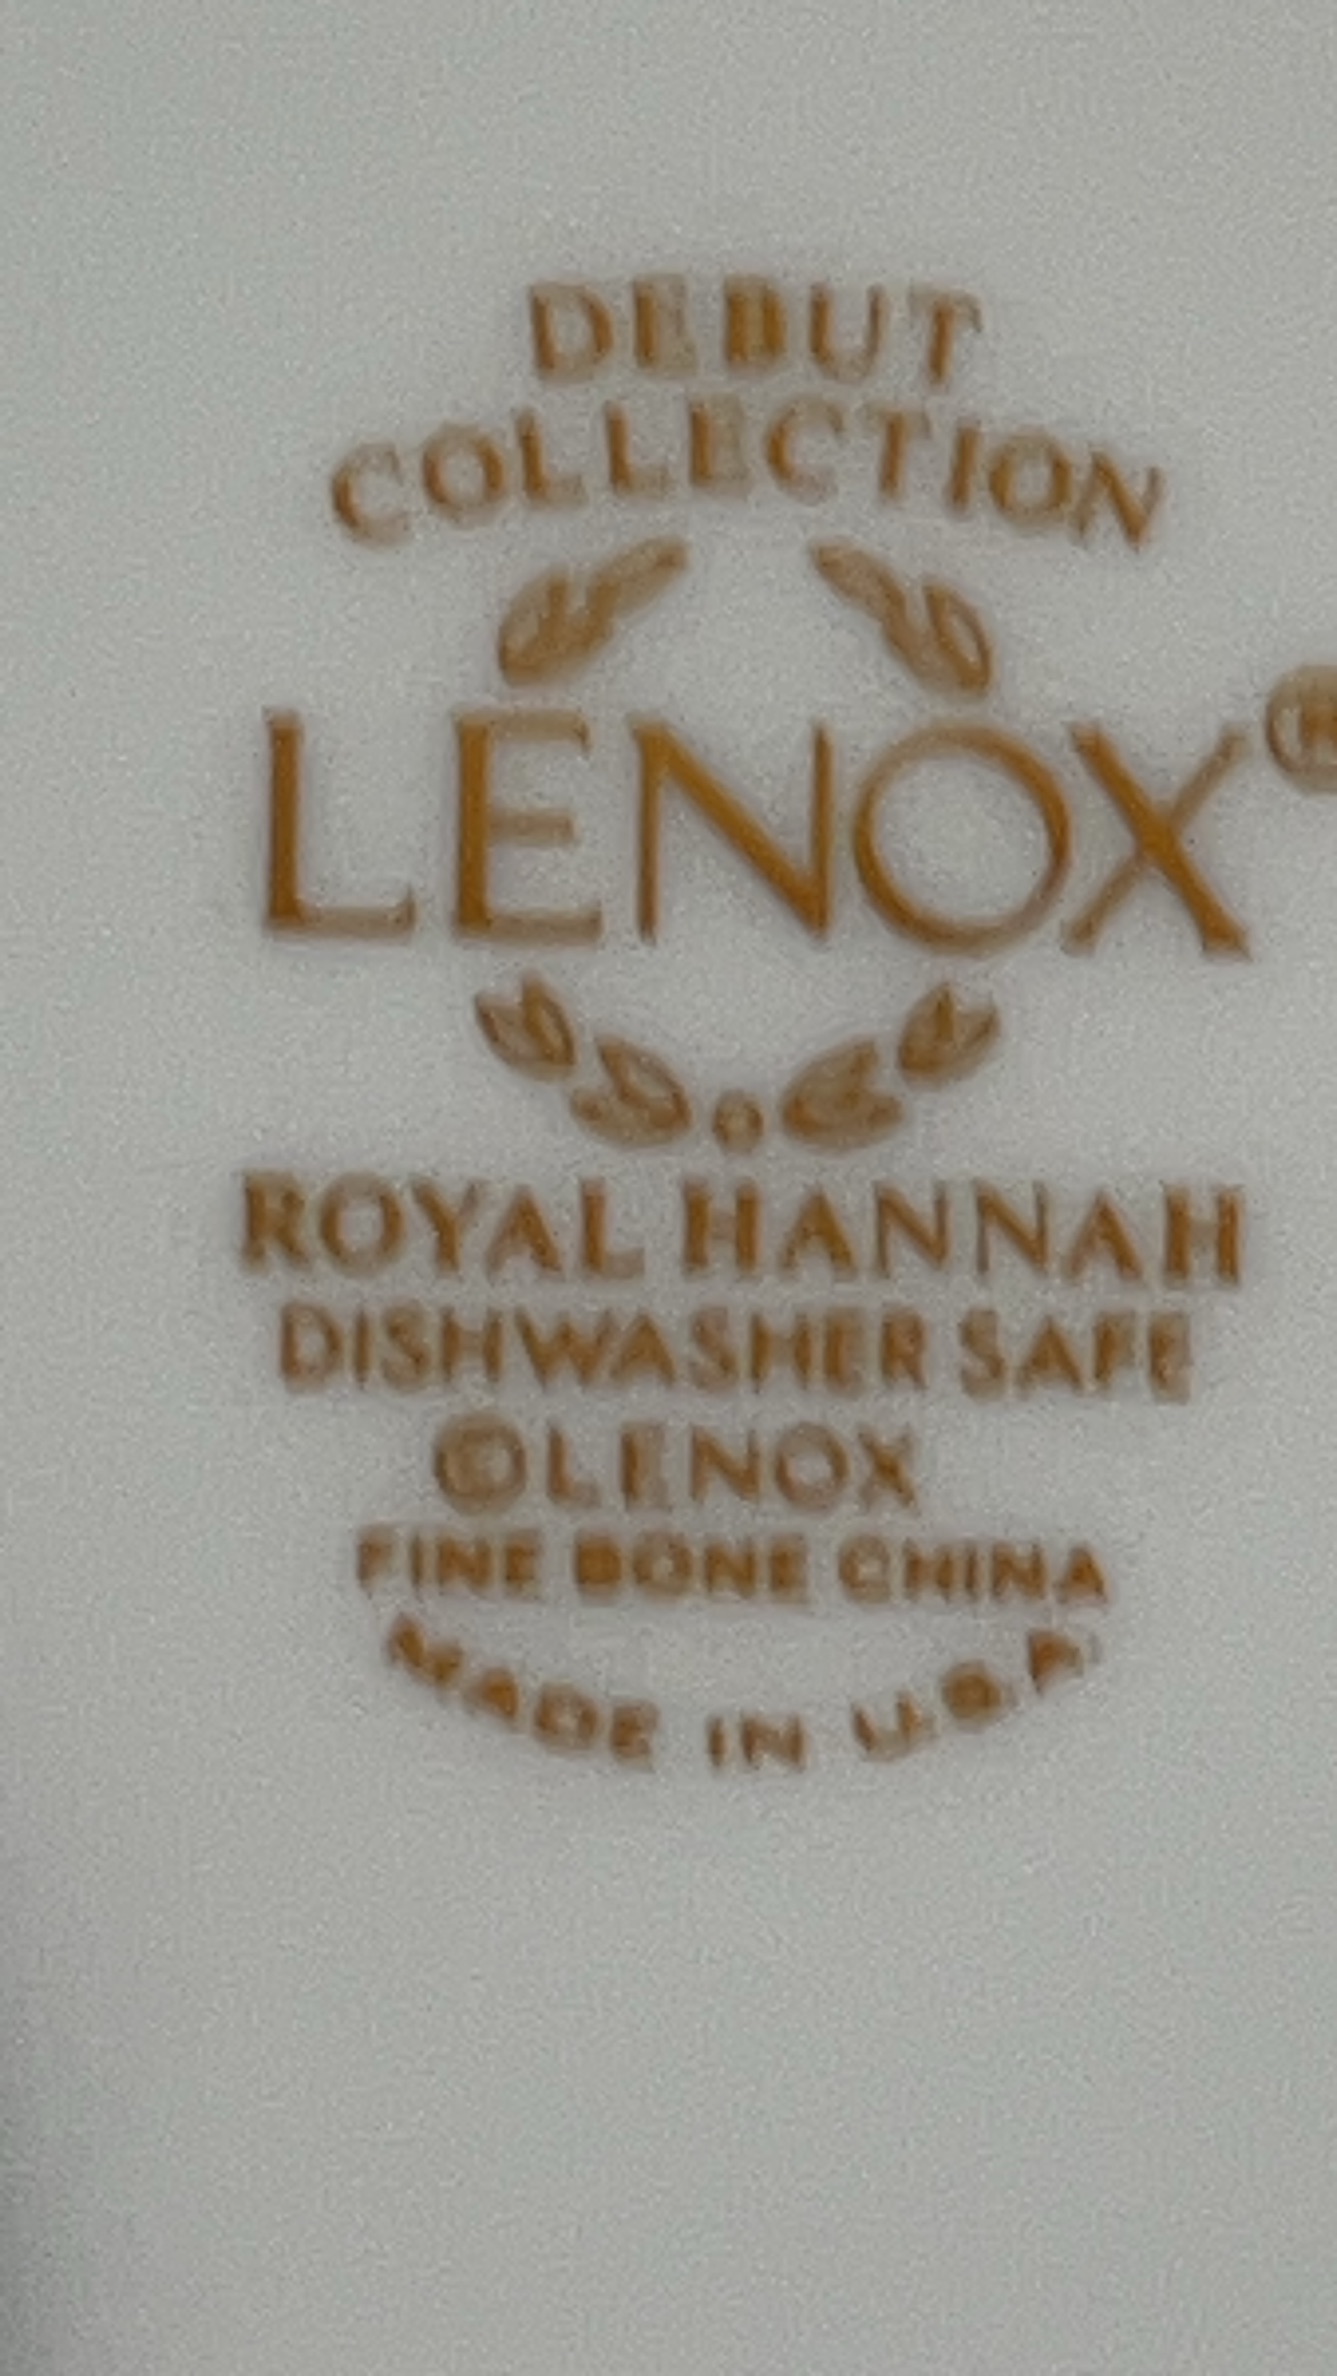 DEBUT
COLLECTION
LENOX®
ROYAL HANNAH
DISHWASHER SAFE
©LENOX
FINE BONE CHINA
MADE IN U.S.A.